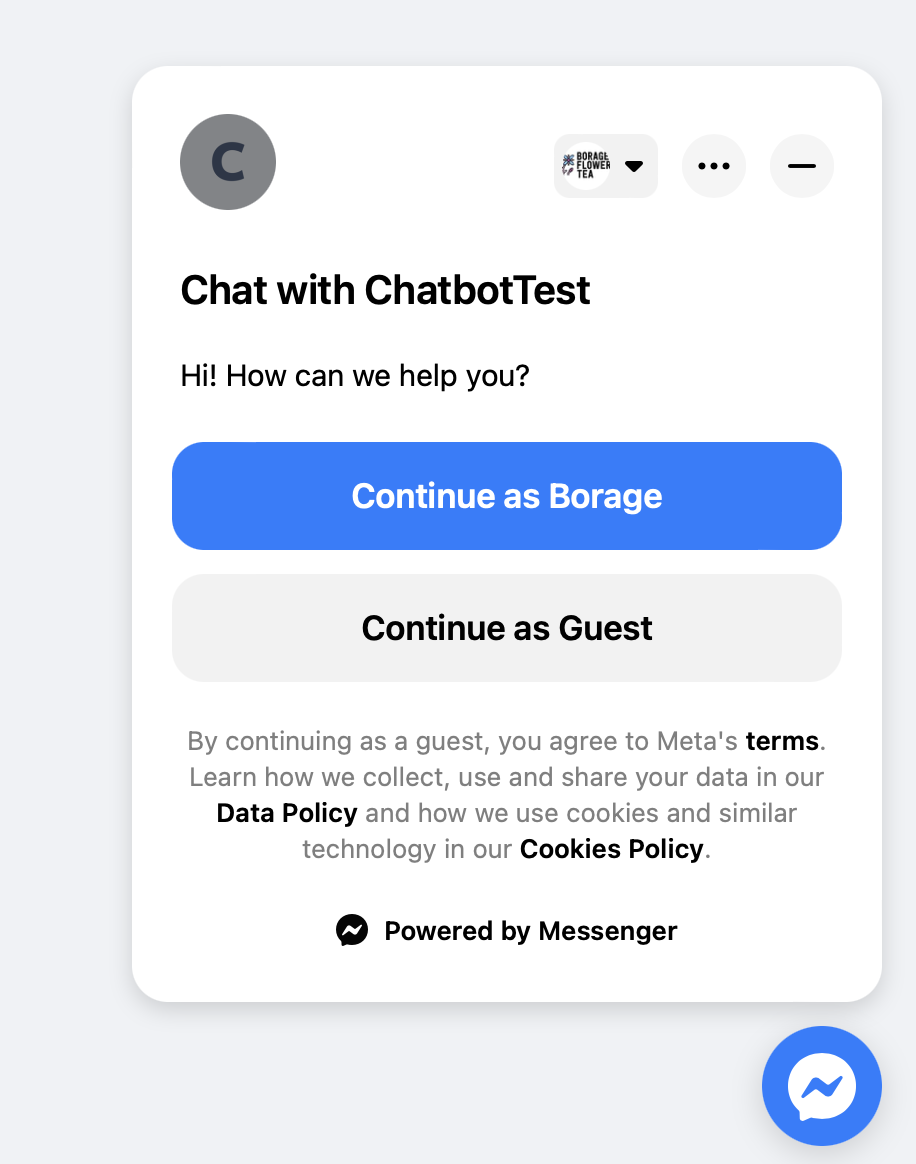 C
BORAGE
FLOWER
TEA
Chat with ChatbotTest
Hi! How can we help you?
Continue as Borage
Continue as Guest
By continuing as a guest, you agree to Meta's terms.
Learn how we collect, use and share your data in our
Data Policy and how we use cookies and similar
technology in our Cookies Policy.
Powered by Messenger